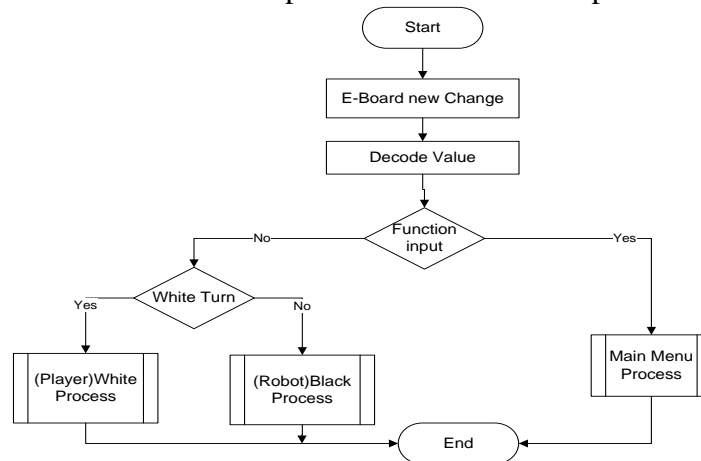 Start
E-Board new Change
Decode Value
Function
input
No
Yes
White Turn
Yes
No
(Player)White
Process
(Robot)Black
Process
Main Menu
Process
End